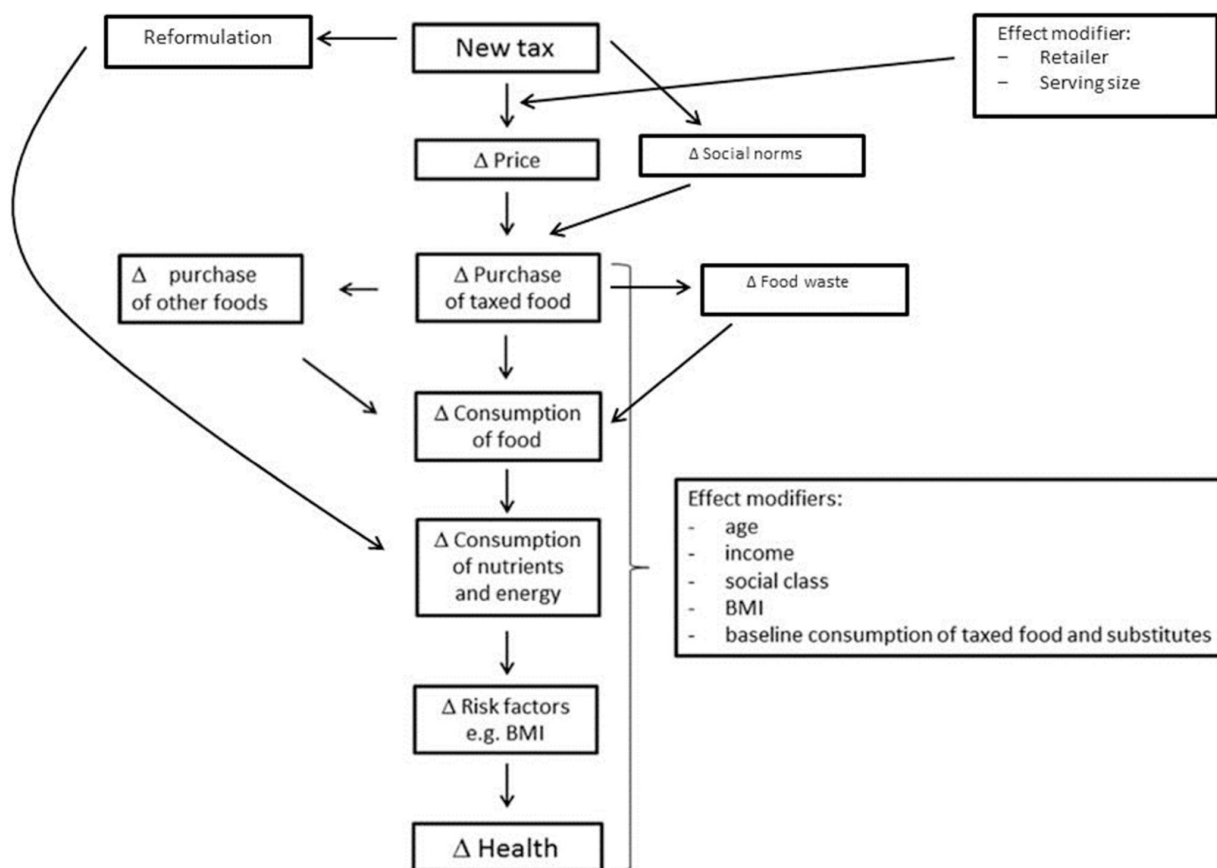 Reformulation
New tax
Effect modifier:
– Retailer
– Serving size
Δ Price
Δ Social norms
Δ purchase
of other foods
Δ Purchase
of taxed food
Δ Food waste
Δ Consumption
of food
Δ Consumption
of nutrients
and energy
Effect modifiers:
- age
- income
- social class
- BMI
- baseline consumption of taxed food and substitutes
Δ Risk factors
e.g. BMI
Δ Health